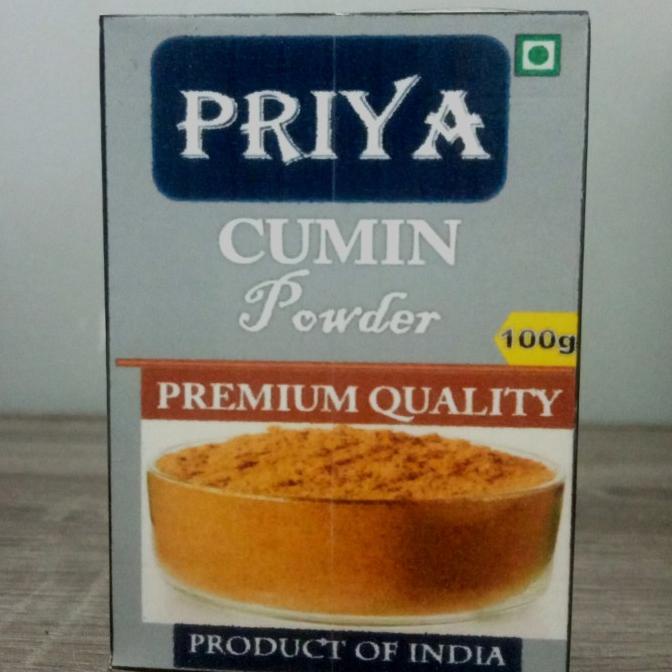 PRIYA
CUMIN
Powder
100g
PREMIUM QUALITY
PRODUCT OF INDIA